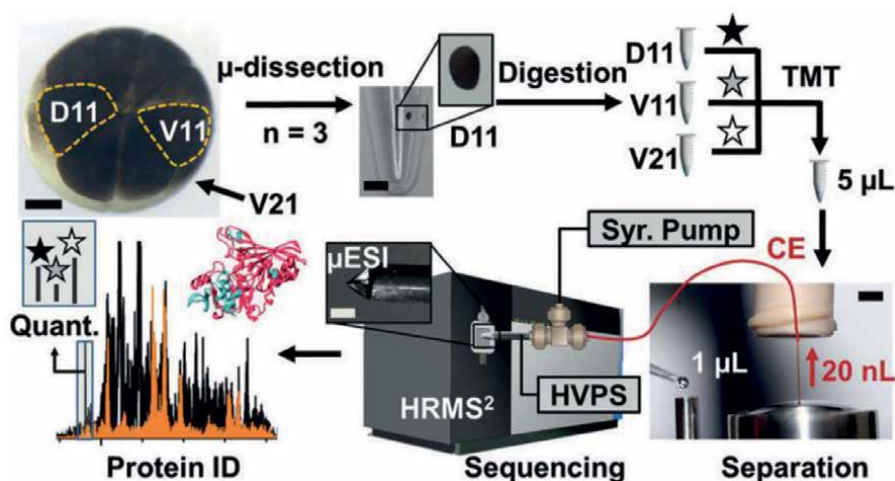 D11
V11
V21
μ-dissection
n = 3
D11
Digestion
D11
V11
V21
TMT
5 μL
Syr. Pump
CE
μESI
HRMS²
HVPS
1 μL
20 nL
Quant.
Protein ID
Sequencing
Separation